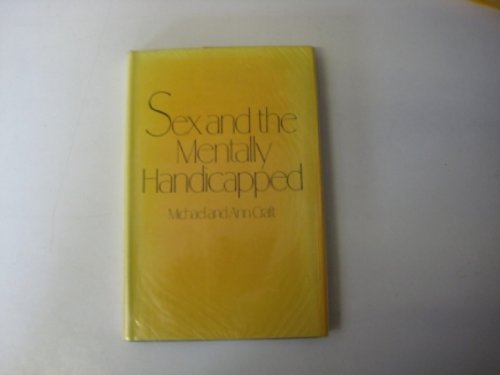 Sex and the
Mentally
Handicapped
Michael and Ann Craft